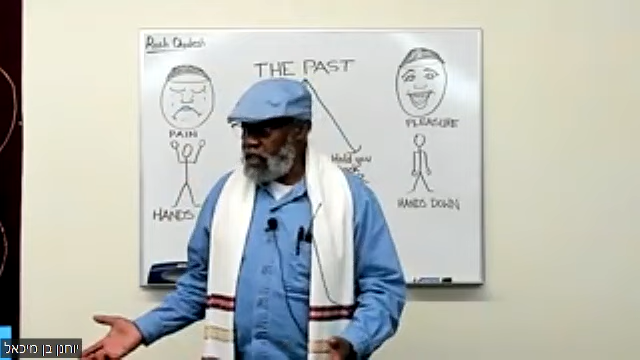 Rosh Chodesh
THE PAST
PAIN
PLEASURE
Hold you
HANDS
HANDS DOWN
יוחנן בן מיכאל